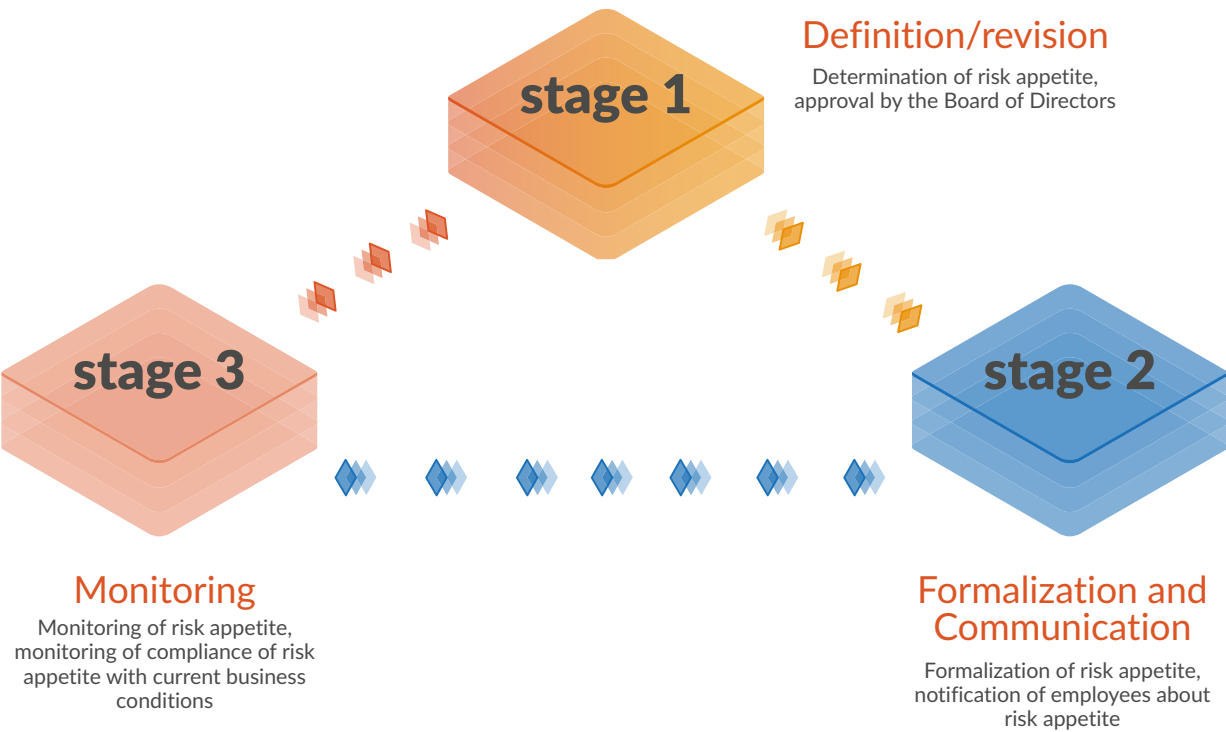 stage 1
Definition/revision
Determination of risk appetite,
approval by the Board of Directors
stage 2
Formalization and
Communication
Formalization of risk appetite,
notification of employees about
risk appetite
stage 3
Monitoring
Monitoring of risk appetite,
monitoring of compliance of risk
appetite with current business
conditions